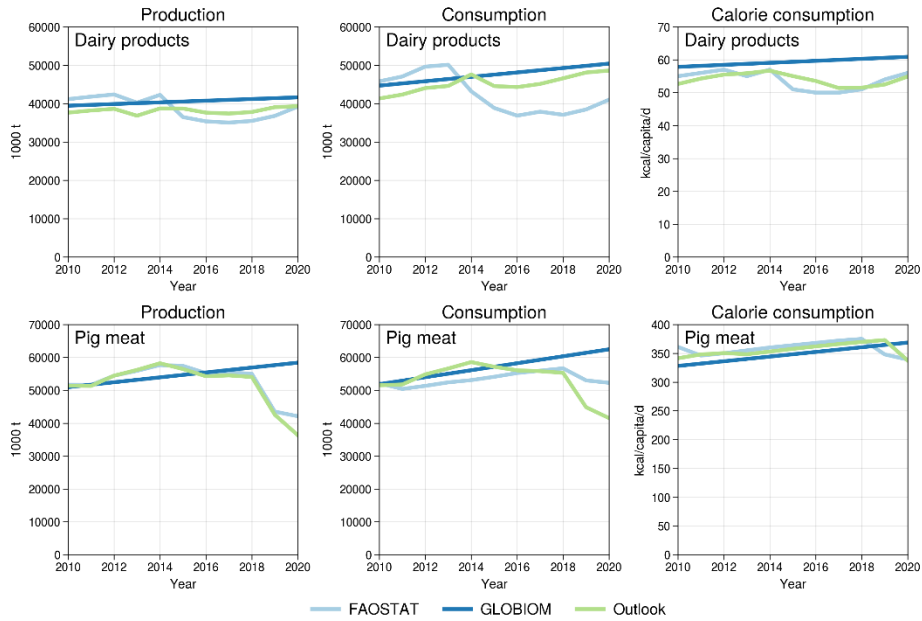 Production
Consumption
Calorie consumption
60000
50000
40000
30000
20000
10000
0
1000 t
Dairy products
2010 2012 2014 2016 2018 2020
Year
60000
50000
40000
30000
20000
10000
0
1000 t
Dairy products
2010 2012 2014 2016 2018 2020
Year
70
60
50
40
30
20
10
0
kcal/capita/d
Dairy products
2010 2012 2014 2016 2018 2020
Year
Production
Consumption
Calorie consumption
70000
60000
50000
40000
30000
20000
10000
0
1000 t
Pig meat
2010 2012 2014 2016 2018 2020
Year
70000
60000
50000
40000
30000
20000
10000
0
1000 t
Pig meat
2010 2012 2014 2016 2018 2020
Year
400
350
300
250
200
150
100
50
0
kcal/capita/d
Pig meat
2010 2012 2014 2016 2018 2020
Year
FAOSTAT GLOBIOM Outlook